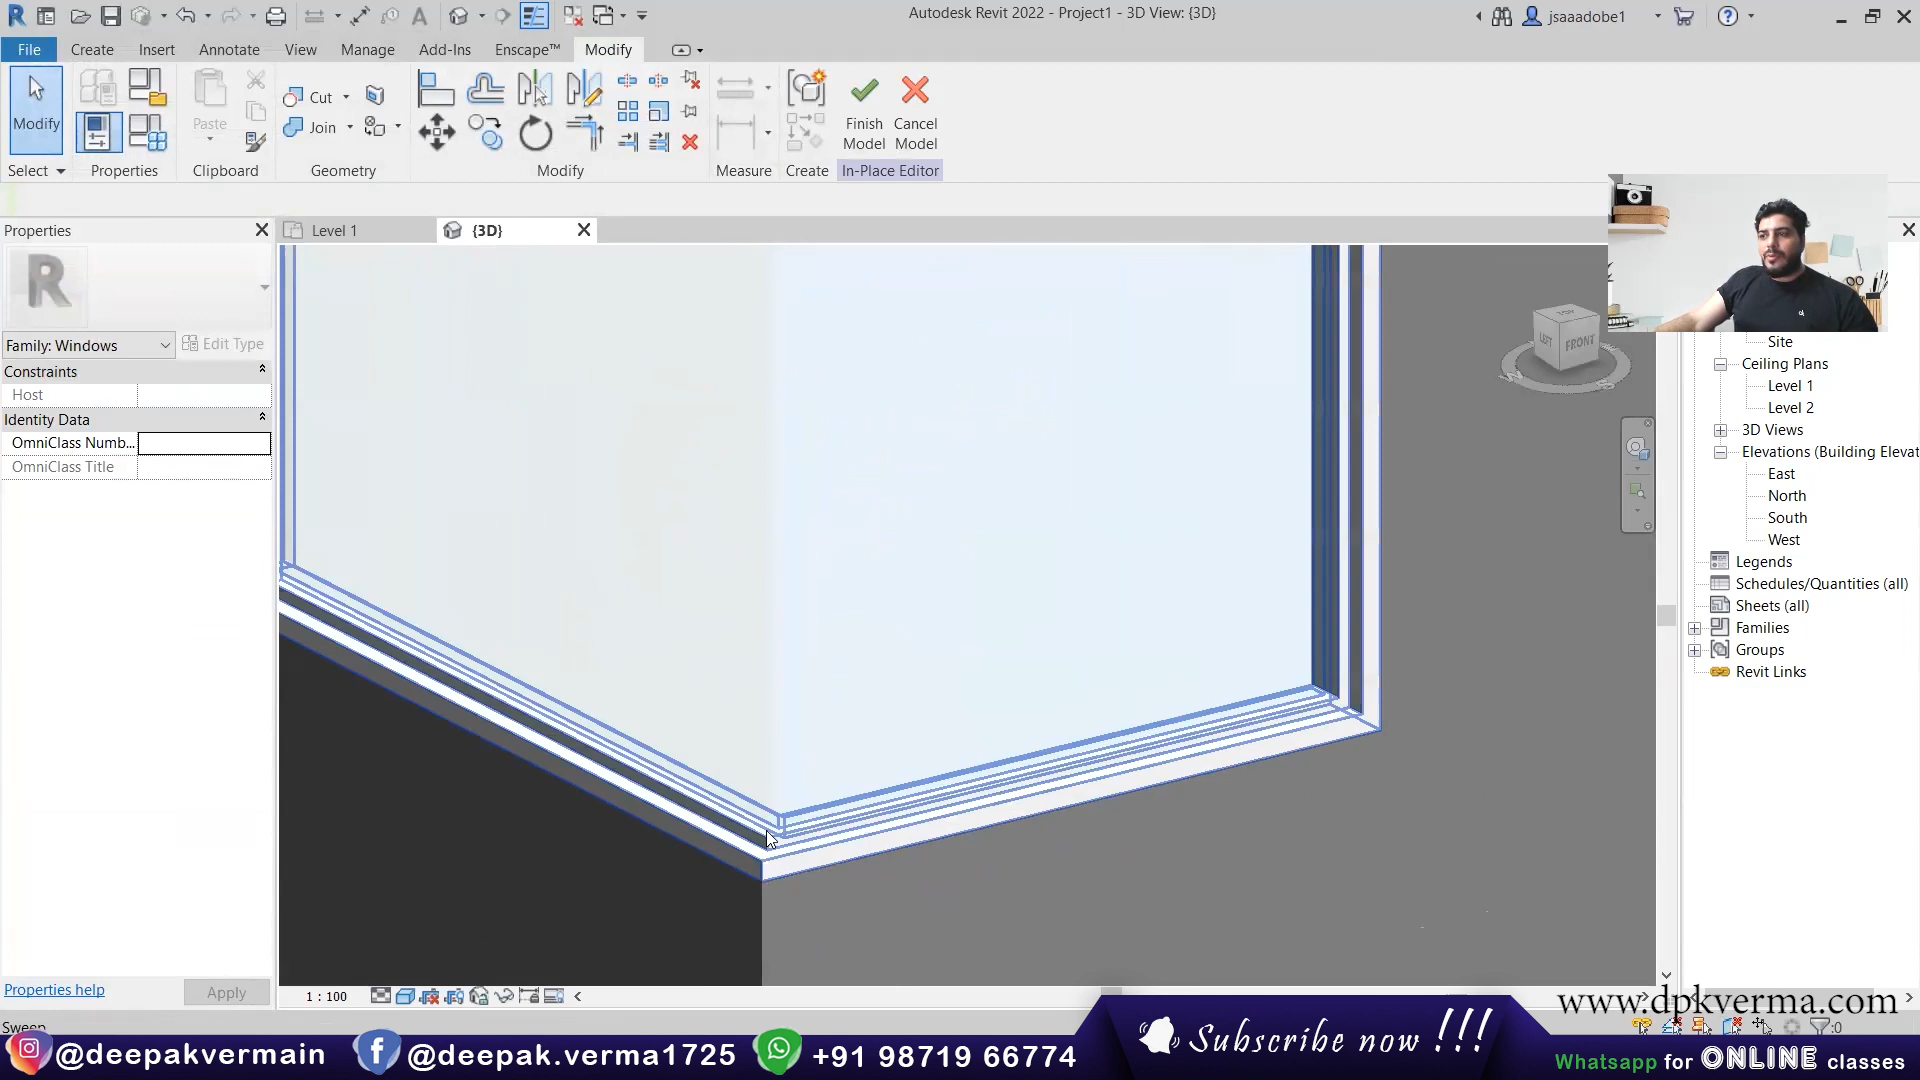 Autodesk Revit 2022 - Project1 - 3D View: {3D}
jsaaadobe1
File Create Insert Annotate View Manage Add-Ins Enscape™ Modify
Modify
Paste
Cut
Join
Finish Model
Cancel Model
Select Properties Clipboard Geometry Modify Measure Create In-Place Editor
Properties
Level 1
{3D}
R
Family: Windows
Edit Type
Constraints
Host
Identity Data
OmniClass Numb...
OmniClass Title
TOP
LEFT
FRONT
Site
Ceiling Plans
Level 1
Level 2
3D Views
Elevations (Building Elevat
East
North
South
West
Legends
Schedules/Quantities (all)
Sheets (all)
Families
Groups
Revit Links
Properties help
Apply
1 : 100
www.dpkverma.com
Sweep
:0
@deepakvermain
@deepak.verma1725
+91 98719 66774
Subscribe now !!!
Whatsapp for ONLINE classes